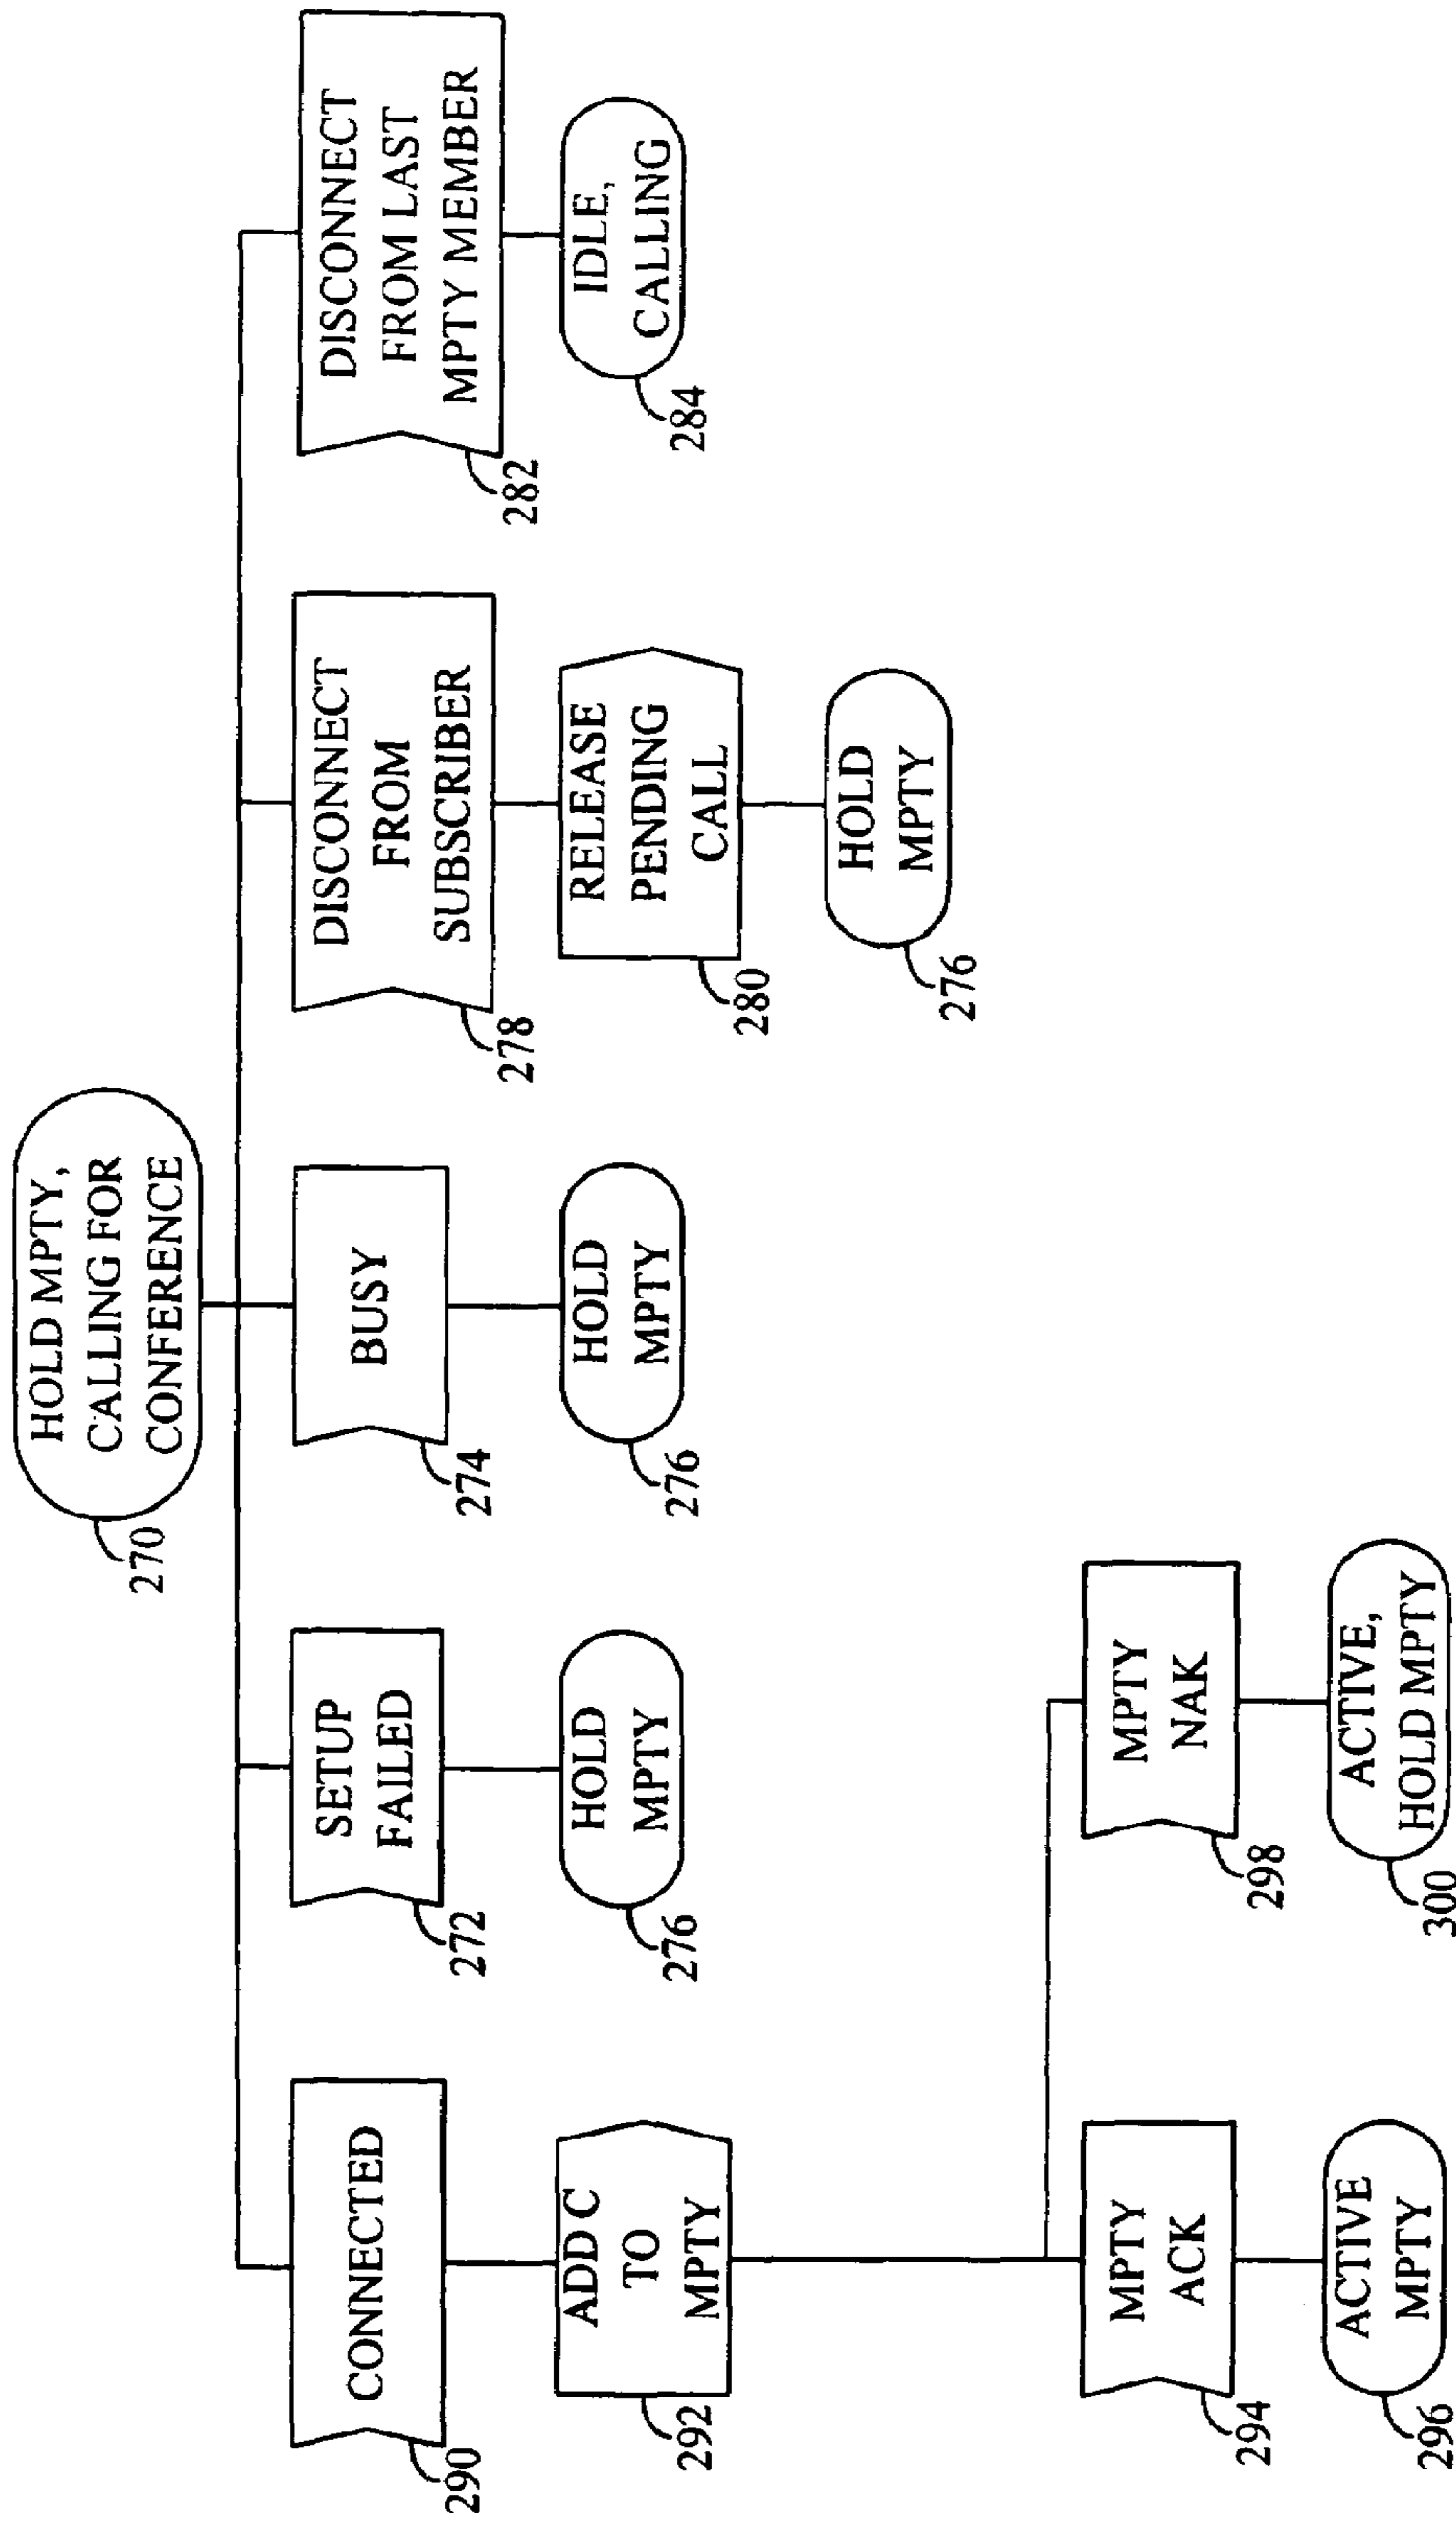 HOLD MPTY,
CALLING FOR
CONFERENCE
270
CONNECTED
290
ADD C
TO
MPTY
292
MPTY
ACK
294
ACTIVE
MPTY
296
MPTY
NAK
298
ACTIVE,
HOLD MPTY
300
SETUP
FAILED
272
HOLD
MPTY
276
BUSY
274
HOLD
MPTY
276
DISCONNECT
FROM
SUBSCRIBER
278
RELEASE
PENDING
CALL
280
HOLD
MPTY
276
DISCONNECT
FROM LAST
MPTY MEMBER
282
IDLE,
CALLING
284